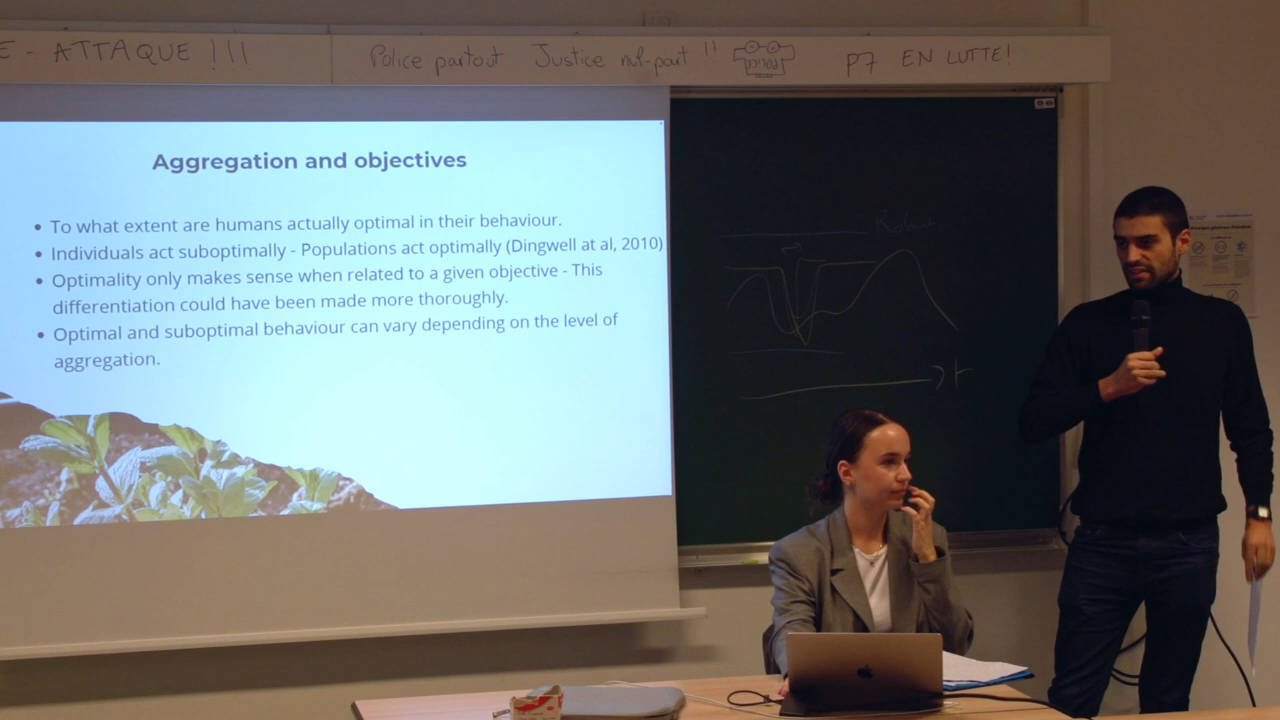 E - ATTAQUE !!!
Police partout Justice nul-part !!
POLICE
P7 EN LUTTE!
Aggregation and objectives
• To what extent are humans actually optimal in their behaviour.
• Individuals act suboptimally - Populations act optimally (Dingwell at al, 2010)
• Optimality only makes sense when related to a given objective - This
differentiation could have been made more thoroughly.
• Optimal and suboptimal behaviour can vary depending on the level of
aggregation.
Robust
t